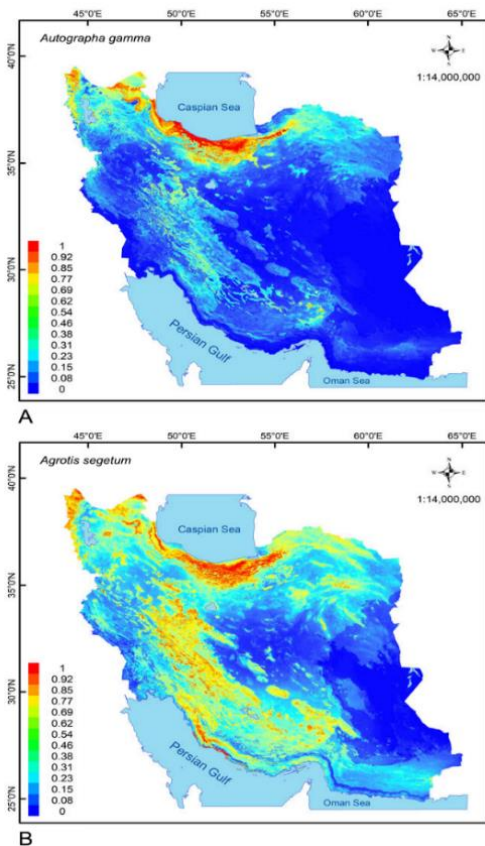 45°0'E 50°0'E 55°0'E 60°0'E
Autographa gamma
N
W E
S
1:14,000,000
40°0'N
35°0'N
30°0'N
25°0'N
Caspian Sea
Persian Gulf
Oman Sea
1
0.92
0.85
0.77
0.69
0.62
0.54
0.46
0.38
0.31
0.23
0.15
0.08
0
A
45°0'E 50°0'E 55°0'E 60°0'E
Agrotis segetum
N
W E
S
1:14,000,000
40°0'N
35°0'N
30°0'N
25°0'N
Caspian Sea
Persian Gulf
Oman Sea
1
0.92
0.85
0.77
0.69
0.62
0.54
0.46
0.38
0.31
0.23
0.15
0.08
0
B